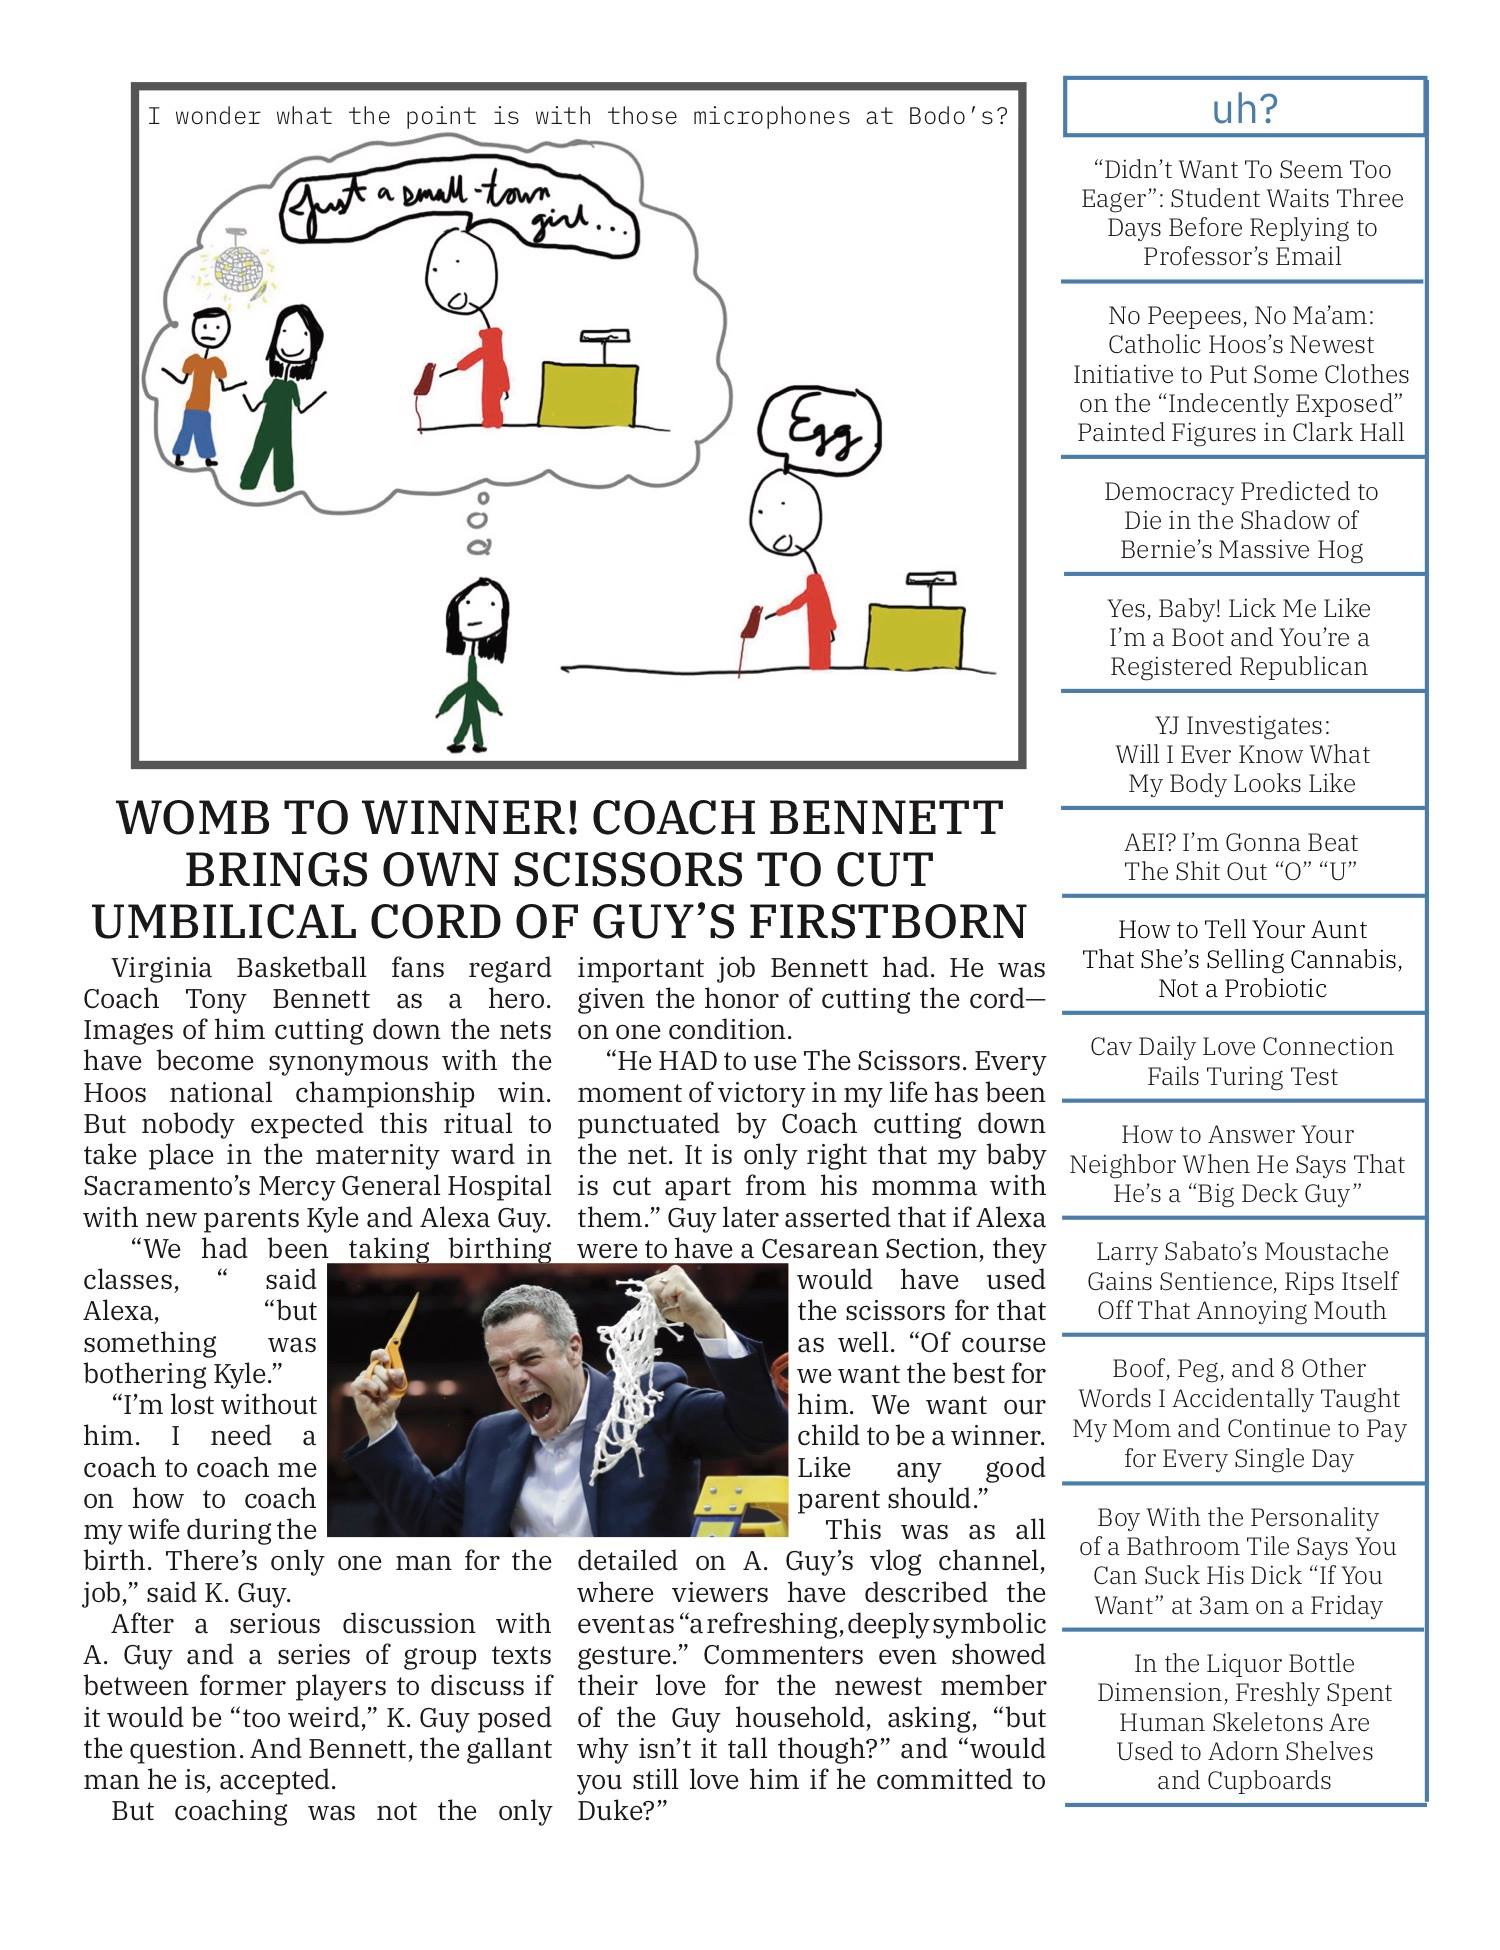 I wonder what the point is with those microphones at Bodo's?
Just a small-town
girl...
Egg
WOMB TO WINNER! COACH BENNETT
BRINGS OWN SCISSORS TO CUT
UMBILICAL CORD OF GUY'S FIRSTBORN
Virginia Basketball fans regard
Coach Tony Bennett as a hero.
Images of him cutting down the nets
have become synonymous with the
Hoos national championship win.
But nobody expected this ritual to
take place in the maternity ward in
Sacramento's Mercy General Hospital
with new parents Kyle and Alexa Guy.
“We had been taking birthing
classes, “ said
Alexa, “but
something was
bothering Kyle.”
“I'm lost without
him. I need a
coach to coach me
on how to coach
my wife during the
birth. There's only one man for the
job,” said K. Guy.
After a serious discussion with
A. Guy and a series of group texts
between former players to discuss if
it would be “too weird,” K. Guy posed
the question. And Bennett, the gallant
man he is, accepted.
But coaching was not the only
important job Bennett had. He was
given the honor of cutting the cord—
on one condition.
“He HAD to use The Scissors. Every
moment of victory in my life has been
punctuated by Coach cutting down
the net. It is only right that my baby
is cut apart from his momma with
them.” Guy later asserted that if Alexa
were to have a Cesarean Section, they
would have used
the scissors for that
as well. “Of course
we want the best for
him. We want our
child to be a winner.
Like any good
parent should.”
This was as all
detailed on A. Guy's vlog channel,
where viewers have described the
event as “a refreshing, deeply symbolic
gesture.” Commenters even showed
their love for the newest member
of the Guy household, asking, “but
why isn't it tall though?” and “would
you still love him if he committed to
Duke?”
uh?
“Didn't Want To Seem Too
Eager”: Student Waits Three
Days Before Replying to
Professor's Email
No Peepees, No Ma'am:
Catholic Hoos's Newest
Initiative to Put Some Clothes
on the “Indecently Exposed”
Painted Figures in Clark Hall
Democracy Predicted to
Die in the Shadow of
Bernie's Massive Hog
Yes, Baby! Lick Me Like
I'm a Boot and You're a
Registered Republican
YJ Investigates:
Will I Ever Know What
My Body Looks Like
AEI? I'm Gonna Beat
The Shit Out “O” “U”
How to Tell Your Aunt
That She's Selling Cannabis,
Not a Probiotic
Cav Daily Love Connection
Fails Turing Test
How to Answer Your
Neighbor When He Says That
He's a “Big Deck Guy”
Larry Sabato's Moustache
Gains Sentience, Rips Itself
Off That Annoying Mouth
Boof, Peg, and 8 Other
Words I Accidentally Taught
My Mom and Continue to Pay
for Every Single Day
Boy With the Personality
of a Bathroom Tile Says You
Can Suck His Dick “If You
Want” at 3am on a Friday
In the Liquor Bottle
Dimension, Freshly Spent
Human Skeletons Are
Used to Adorn Shelves
and Cupboards